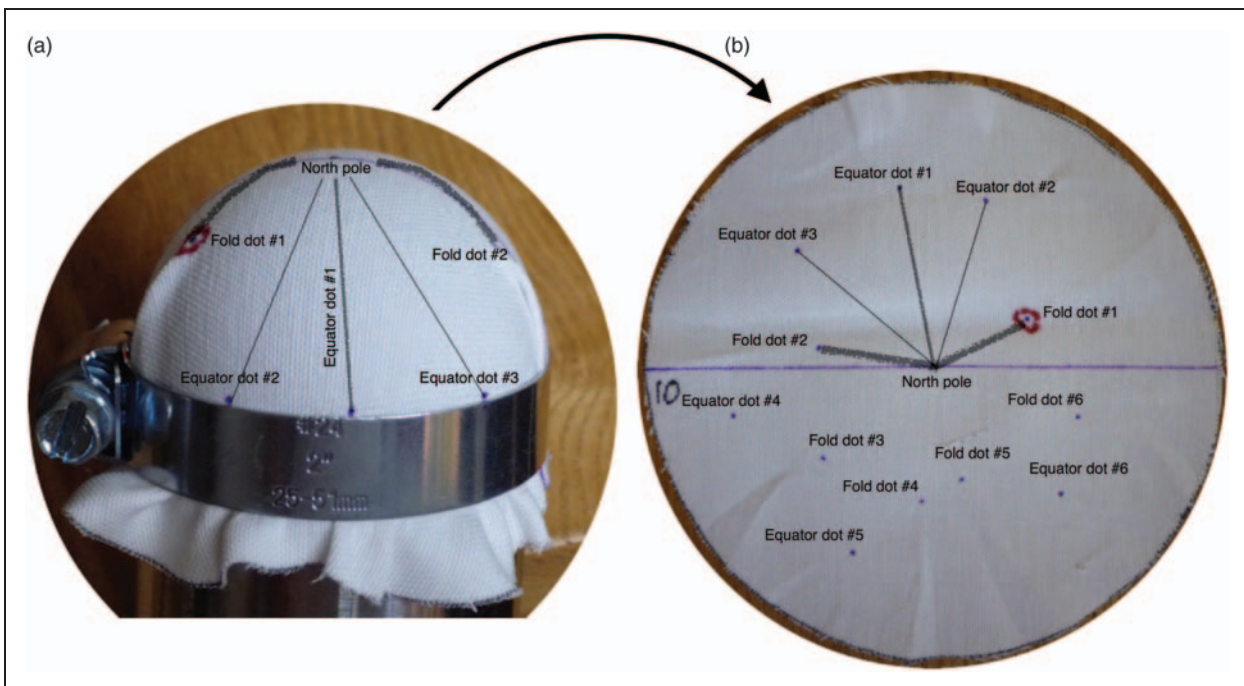 (a)
North pole
Fold dot #1
Fold dot #2
Equator dot #1
Equator dot #2
Equator dot #3
#24
2"
25-51mm
(b)
Equator dot #1
Equator dot #2
Equator dot #3
Fold dot #1
Fold dot #2
North pole
10
Equator dot #4
Fold dot #6
Fold dot #3
Fold dot #5
Fold dot #4
Equator dot #6
Equator dot #5